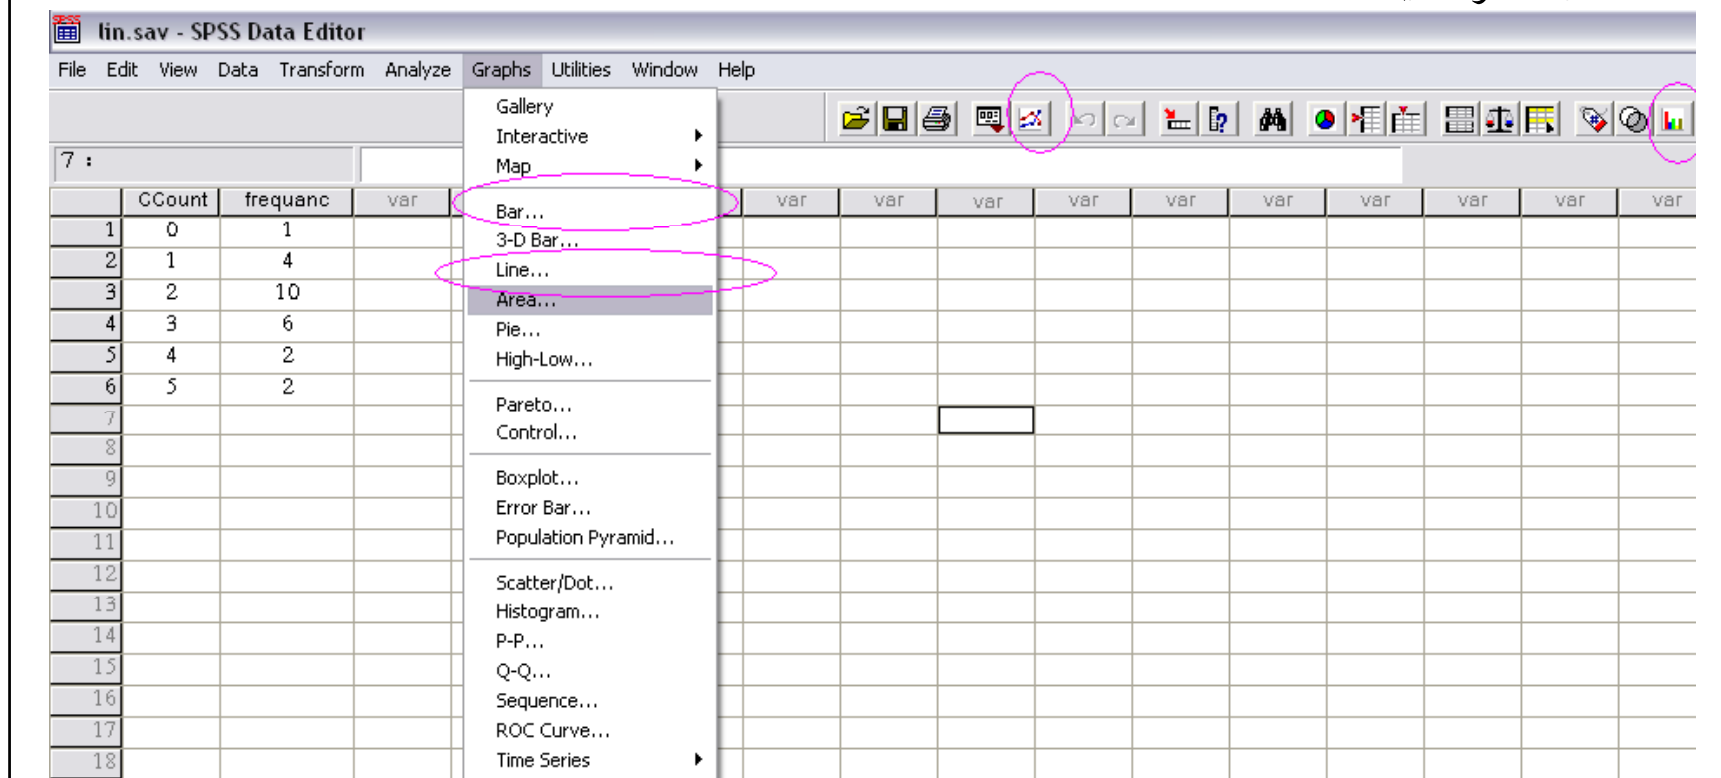 lin.sav - SPSS Data Editor
File Edit View Data Transform Analyze Graphs Utilities Window Help
7 :
CCount frequanc var var var var var var var var var var var
1 0 1
2 1 4
3 2 10
4 3 6
5 4 2
6 5 2
7
8
9
10
11
12
13
14
15
16
17
18
Gallery
Interactive
Map
Bar...
3-D Bar...
Line...
Area...
Pie...
High-Low...
Pareto...
Control...
Boxplot...
Error Bar...
Population Pyramid...
Scatter/Dot...
Histogram...
P-P...
Q-Q...
Sequence...
ROC Curve...
Time Series